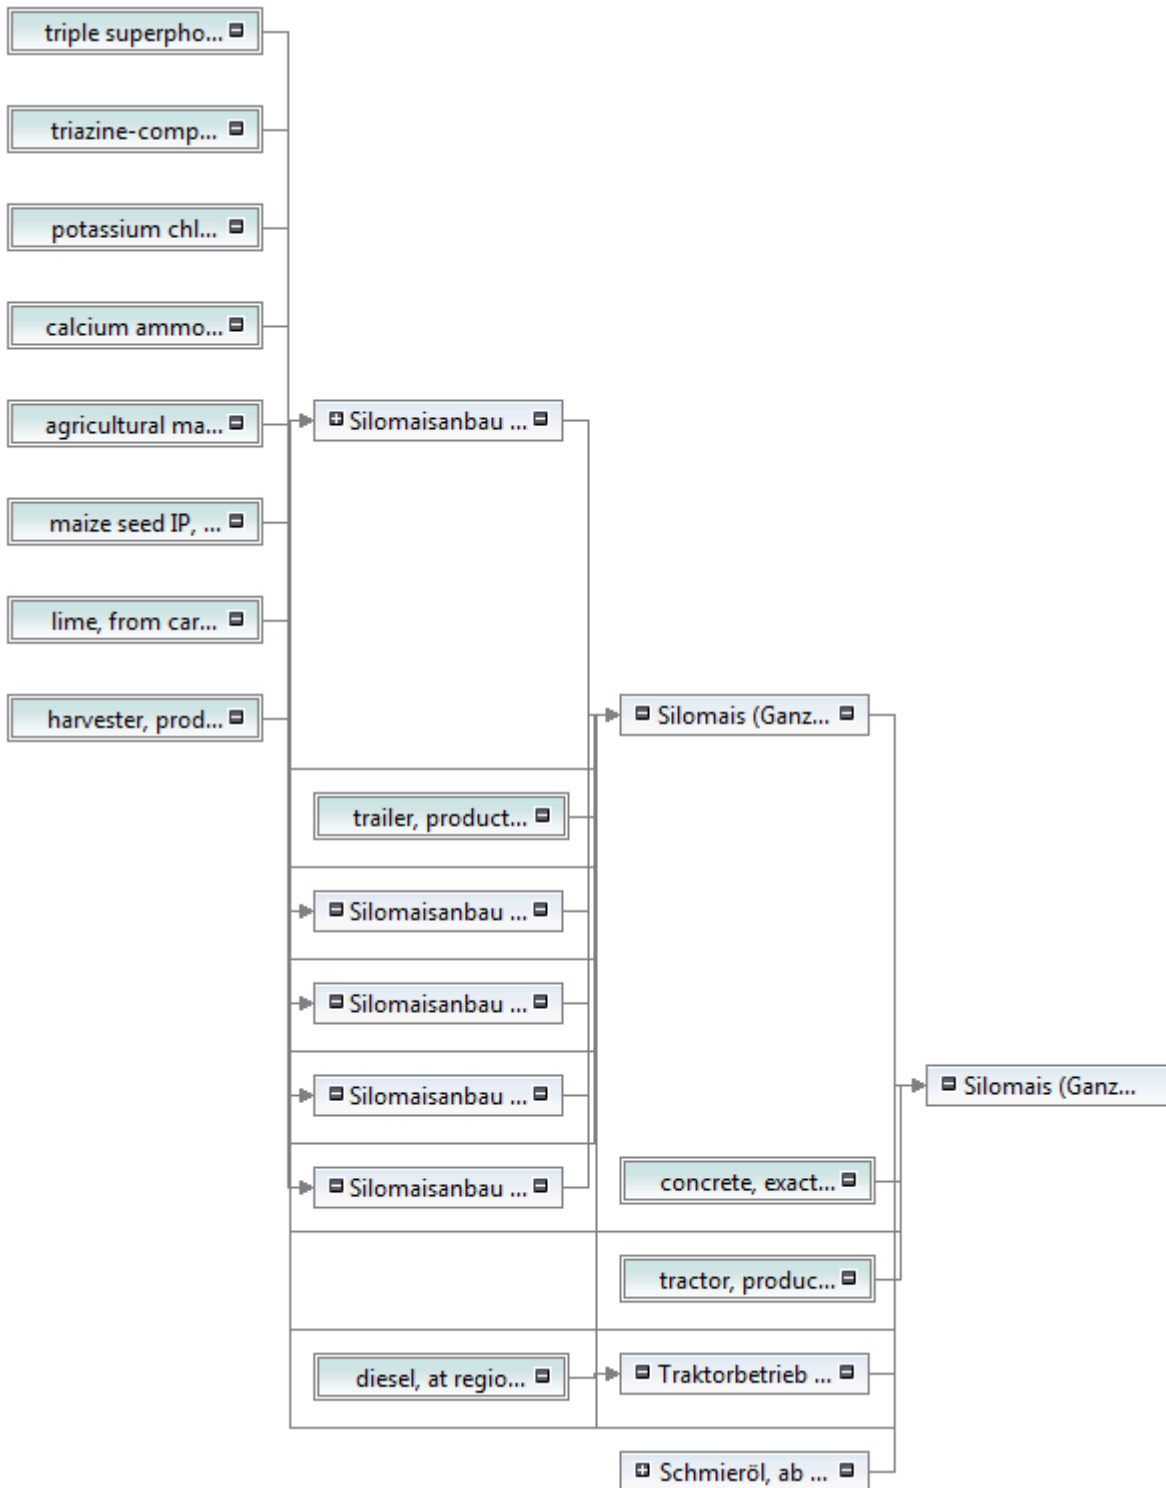 triple superpho...
triazine-comp...
potassium chl...
calcium ammo...
agricultural ma...
Silomaisanbau ...
maize seed IP, ...
lime, from car...
harvester, prod...
Silomais (Ganz...
trailer, product...
Silomaisanbau ...
Silomaisanbau ...
Silomaisanbau ...
Silomais (Ganz...
Silomaisanbau ...
concrete, exact...
tractor, produc...
diesel, at regio...
Traktorbetrieb ...
Schmieröl, ab ...